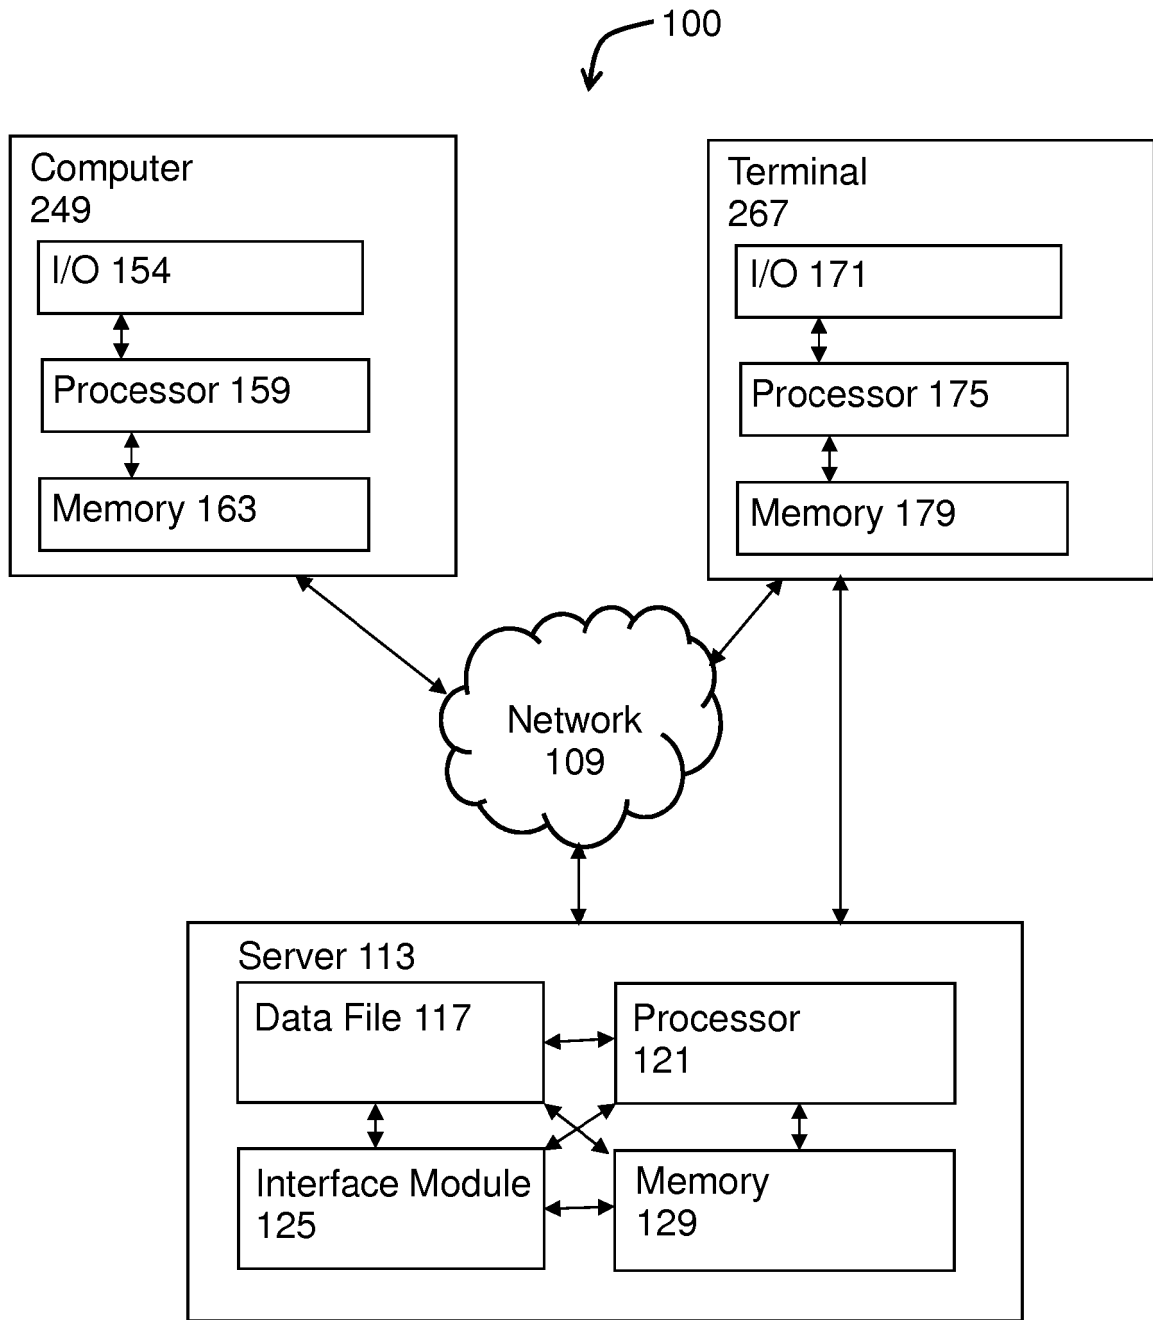 100
Computer
249
I/O 154
Processor 159
Memory 163
Terminal
267
I/O 171
Processor 175
Memory 179
Network
109
Server 113
Data File 117
Processor
121
Interface Module
125
Memory
129